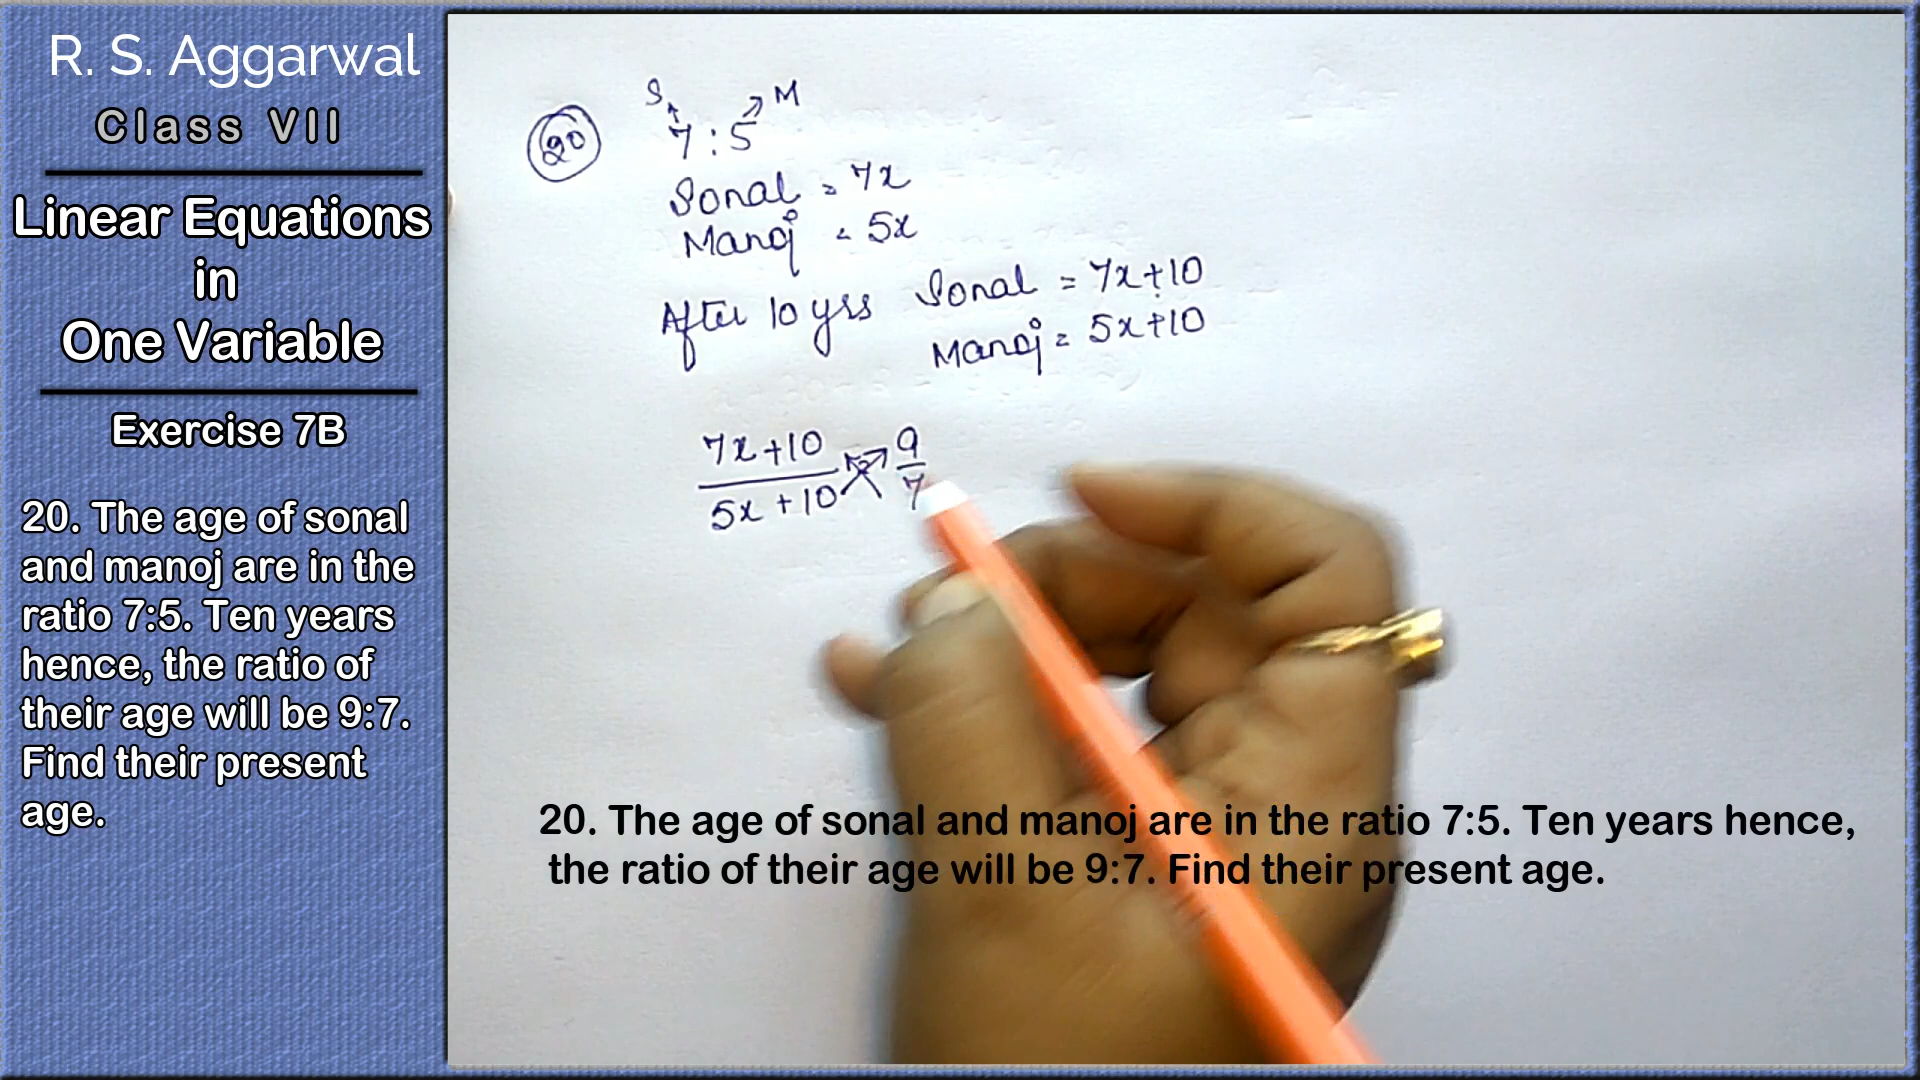 R. S. Aggarwal
Class VII
Linear Equations
in
One Variable
Exercise 7B
20. The age of sonal
and manoj are in the
ratio 7:5. Ten years
hence, the ratio of
their age will be 9:7.
Find their present
age.
20
S M
7 : 5
Sonal = 7x
Manoj = 5x
After 10 yrs Sonal = 7x+10
Manoj = 5x+10
7x+10 9
5x+10 7
20. The age of sonal and manoj are in the ratio 7:5. Ten years hence,
the ratio of their age will be 9:7. Find their present age.